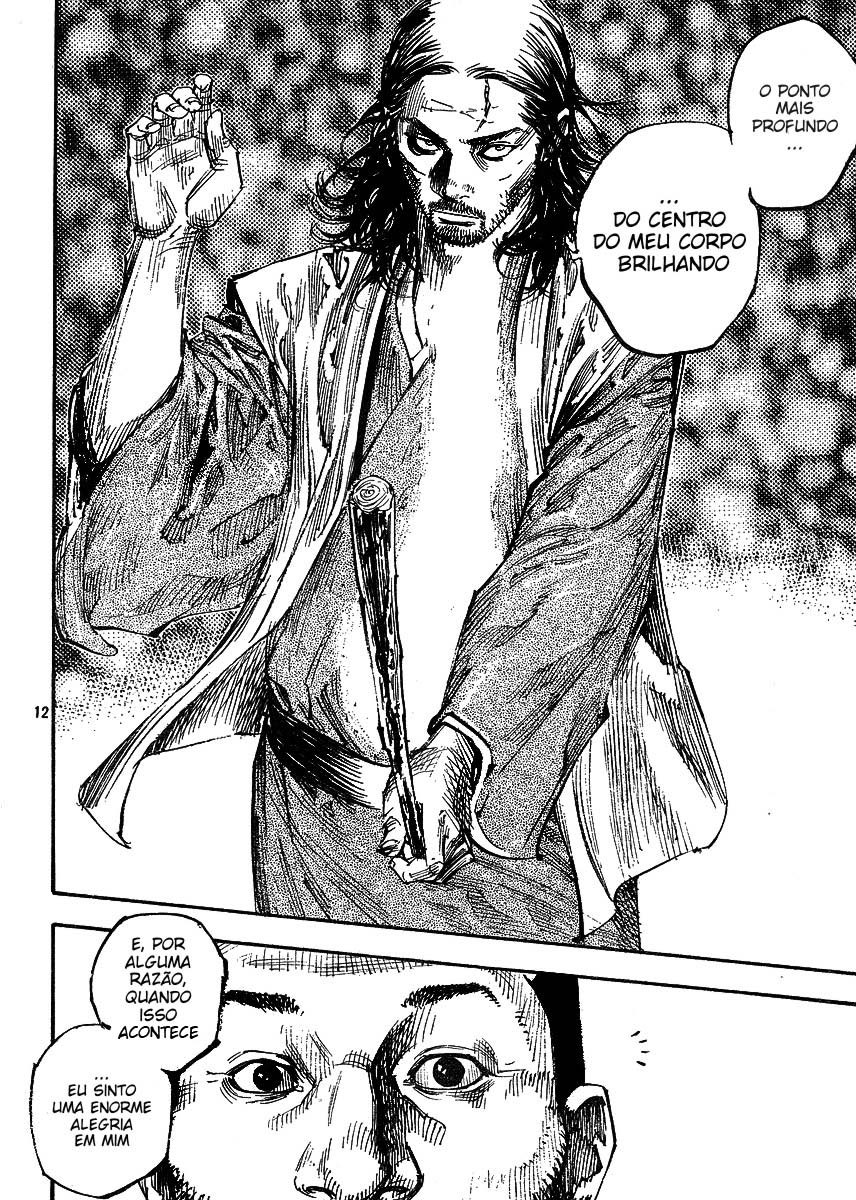 O PONTO
MAIS
PROFUNDO
...
...
DO CENTRO
DO MEU CORPO
BRILHANDO
12
E, POR
ALGUMA
RAZÃO,
QUANDO
ISSO
ACONTECE
...
EU SINTO
UMA ENORME
ALEGRIA
EM MIM